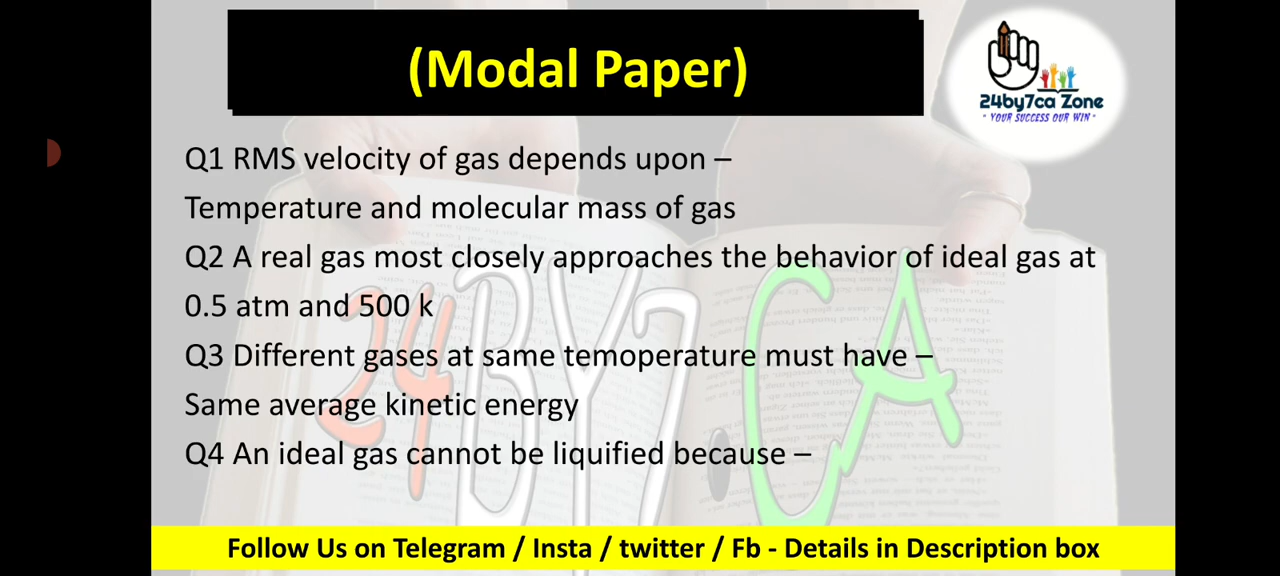 (Modal Paper)
24by7ca Zone
" YOUR SUCCESS OUR WIN "
Q1 RMS velocity of gas depends upon –
Temperature and molecular mass of gas
Q2 A real gas most closely approaches the behavior of ideal gas at
0.5 atm and 500 k
Q3 Different gases at same temoperature must have –
Same average kinetic energy
Q4 An ideal gas cannot be liquified because –
24BY7.CA
Follow Us on Telegram / Insta / twitter / Fb - Details in Description box